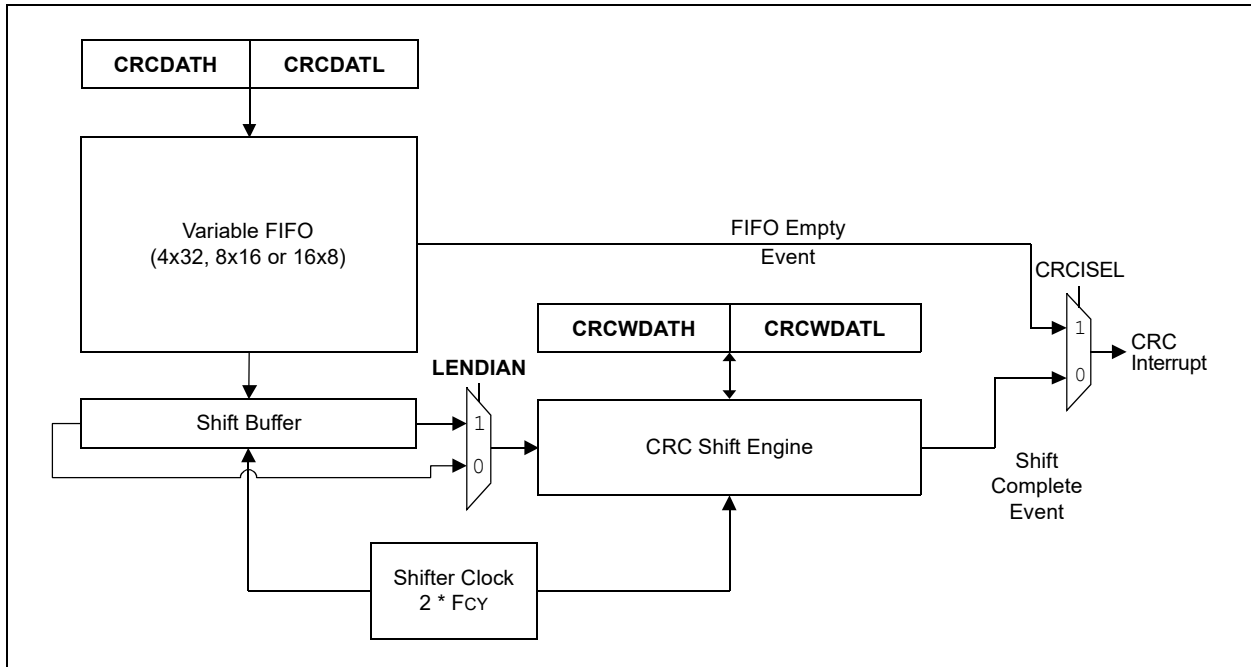 CRCDATH CRCDATL
Variable FIFO
(4x32, 8x16 or 16x8)
FIFO Empty
Event
CRCISEL
1
0
CRC
Interrupt
CRCWDATH CRCWDATL
LENDIAN
1
0
Shift Buffer
CRC Shift Engine
Shift
Complete
Event
Shifter Clock
2 * FCY